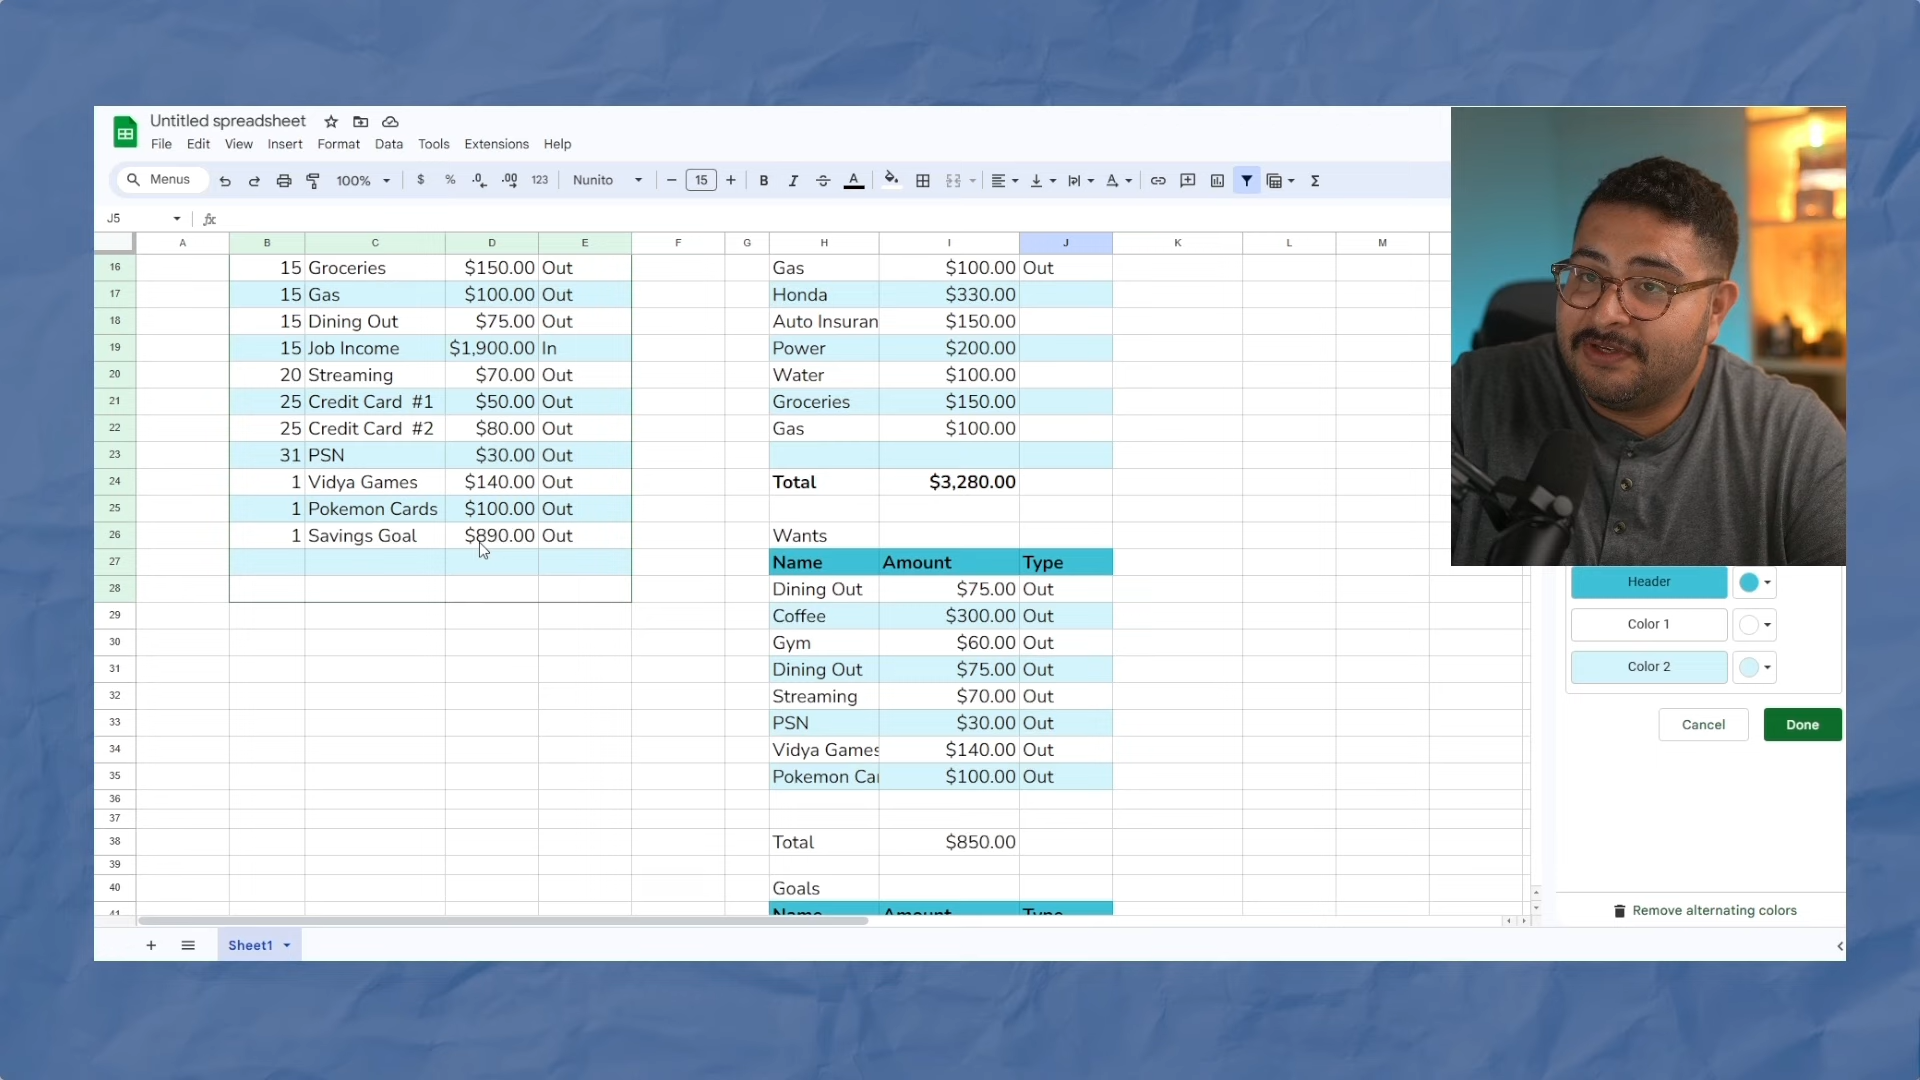 Untitled spreadsheet
File Edit View Insert Format Data Tools Extensions Help
Menus 100% $ % .0 .00 123 Nunito − 15 + B I A Σ
J5 fx
A B C D E F G H I J K L M
16 15 Groceries $150.00 Out Gas $100.00 Out
17 15 Gas $100.00 Out Honda $330.00
18 15 Dining Out $75.00 Out Auto Insuran $150.00
19 15 Job Income $1,900.00 In Power $200.00
20 20 Streaming $70.00 Out Water $100.00
21 25 Credit Card #1 $50.00 Out Groceries $150.00
22 25 Credit Card #2 $80.00 Out Gas $100.00
23 31 PSN $30.00 Out
24 1 Vidya Games $140.00 Out Total $3,280.00
25 1 Pokemon Cards $100.00 Out
26 1 Savings Goal $890.00 Out Wants
27 Name Amount Type
28 Dining Out $75.00 Out
29 Coffee $300.00 Out
30 Gym $60.00 Out
31 Dining Out $75.00 Out
32 Streaming $70.00 Out
33 PSN $30.00 Out
34 Vidya Games $140.00 Out
35 Pokemon Car $100.00 Out
36
37
38 Total $850.00
39
40 Goals
41 Name Amount Type
Header
Color 1
Color 2
Cancel Done
Remove alternating colors
+ Sheet1